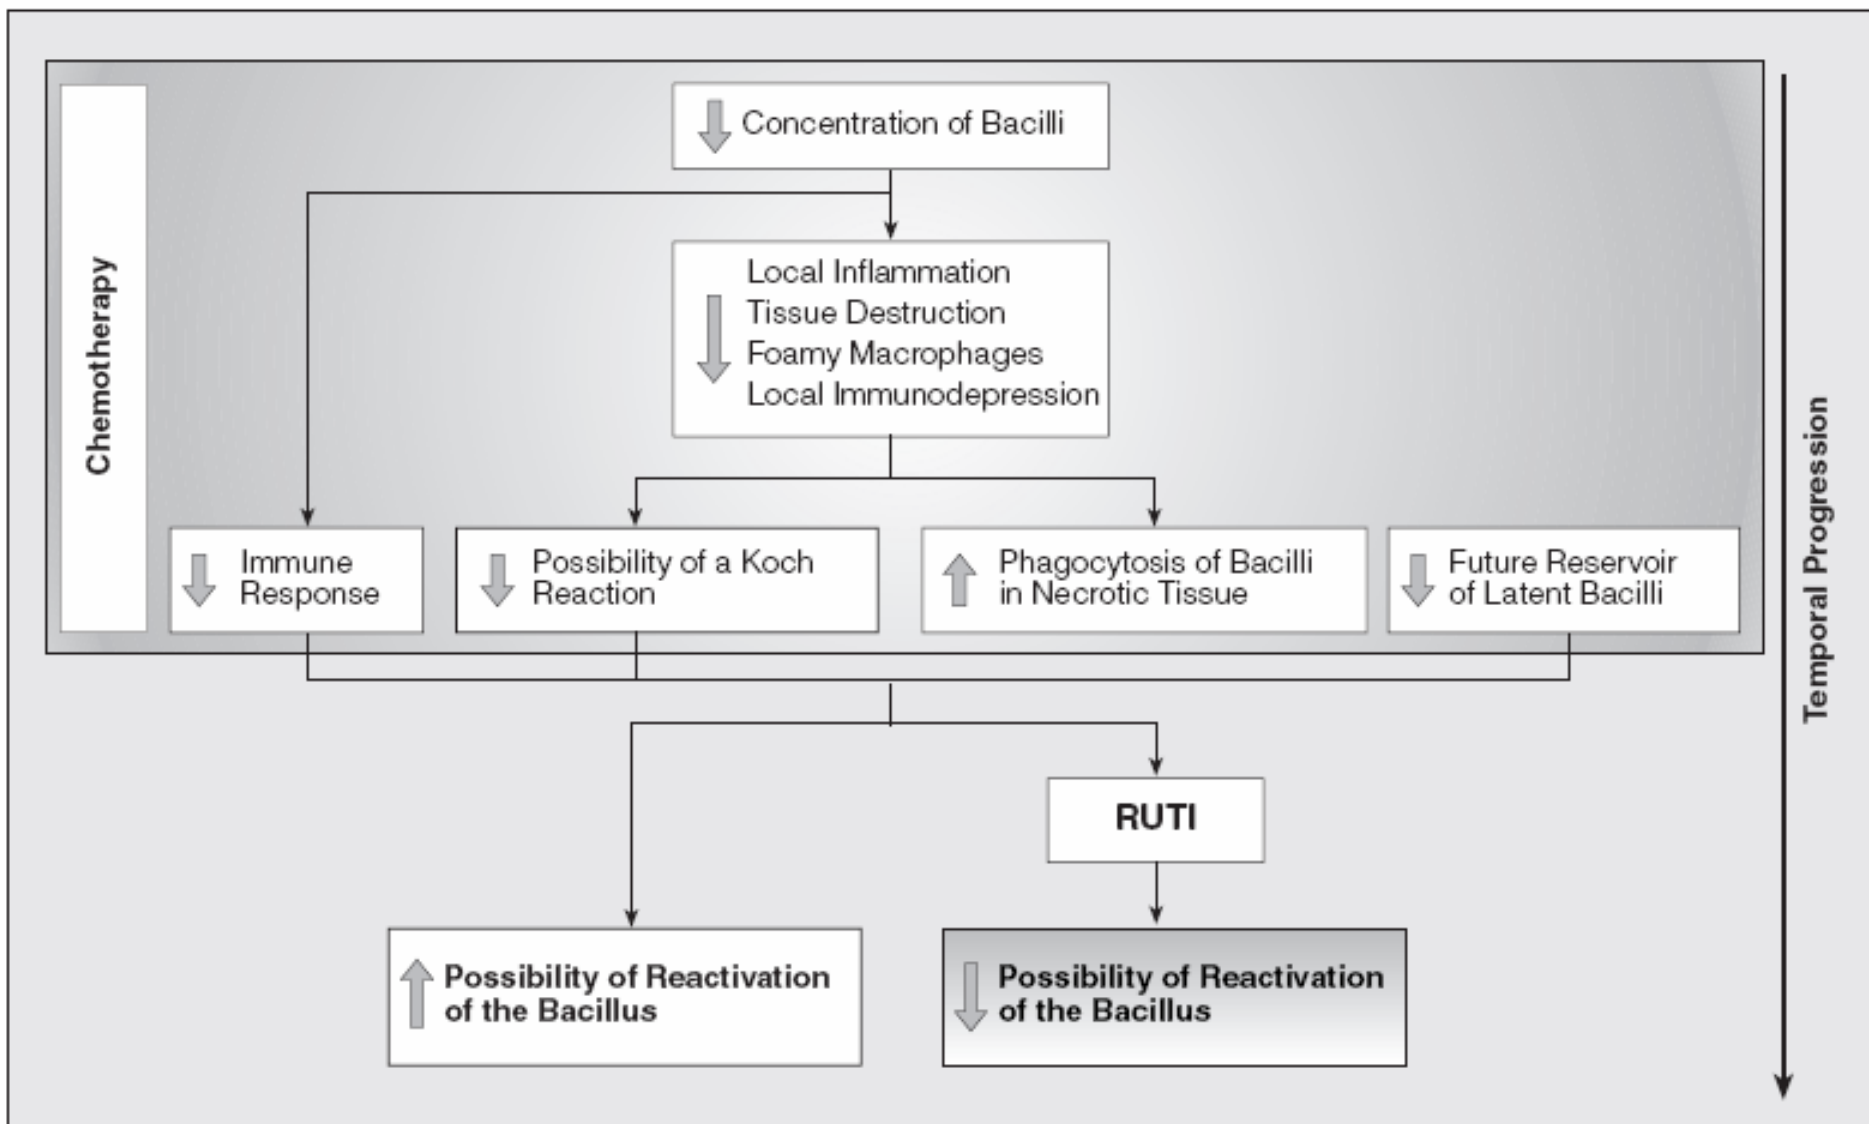 Concentration of Bacilli
Local Inflammation
Tissue Destruction
Foamy Macrophages
Local Immunodepression
Chemotherapy
Immune
Response
Possibility of a Koch
Reaction
Phagocytosis of Bacilli
in Necrotic Tissue
Future Reservoir
of Latent Bacilli
Temporal Progression
RUTI
Possibility of Reactivation
of the Bacillus
Possibility of Reactivation
of the Bacillus